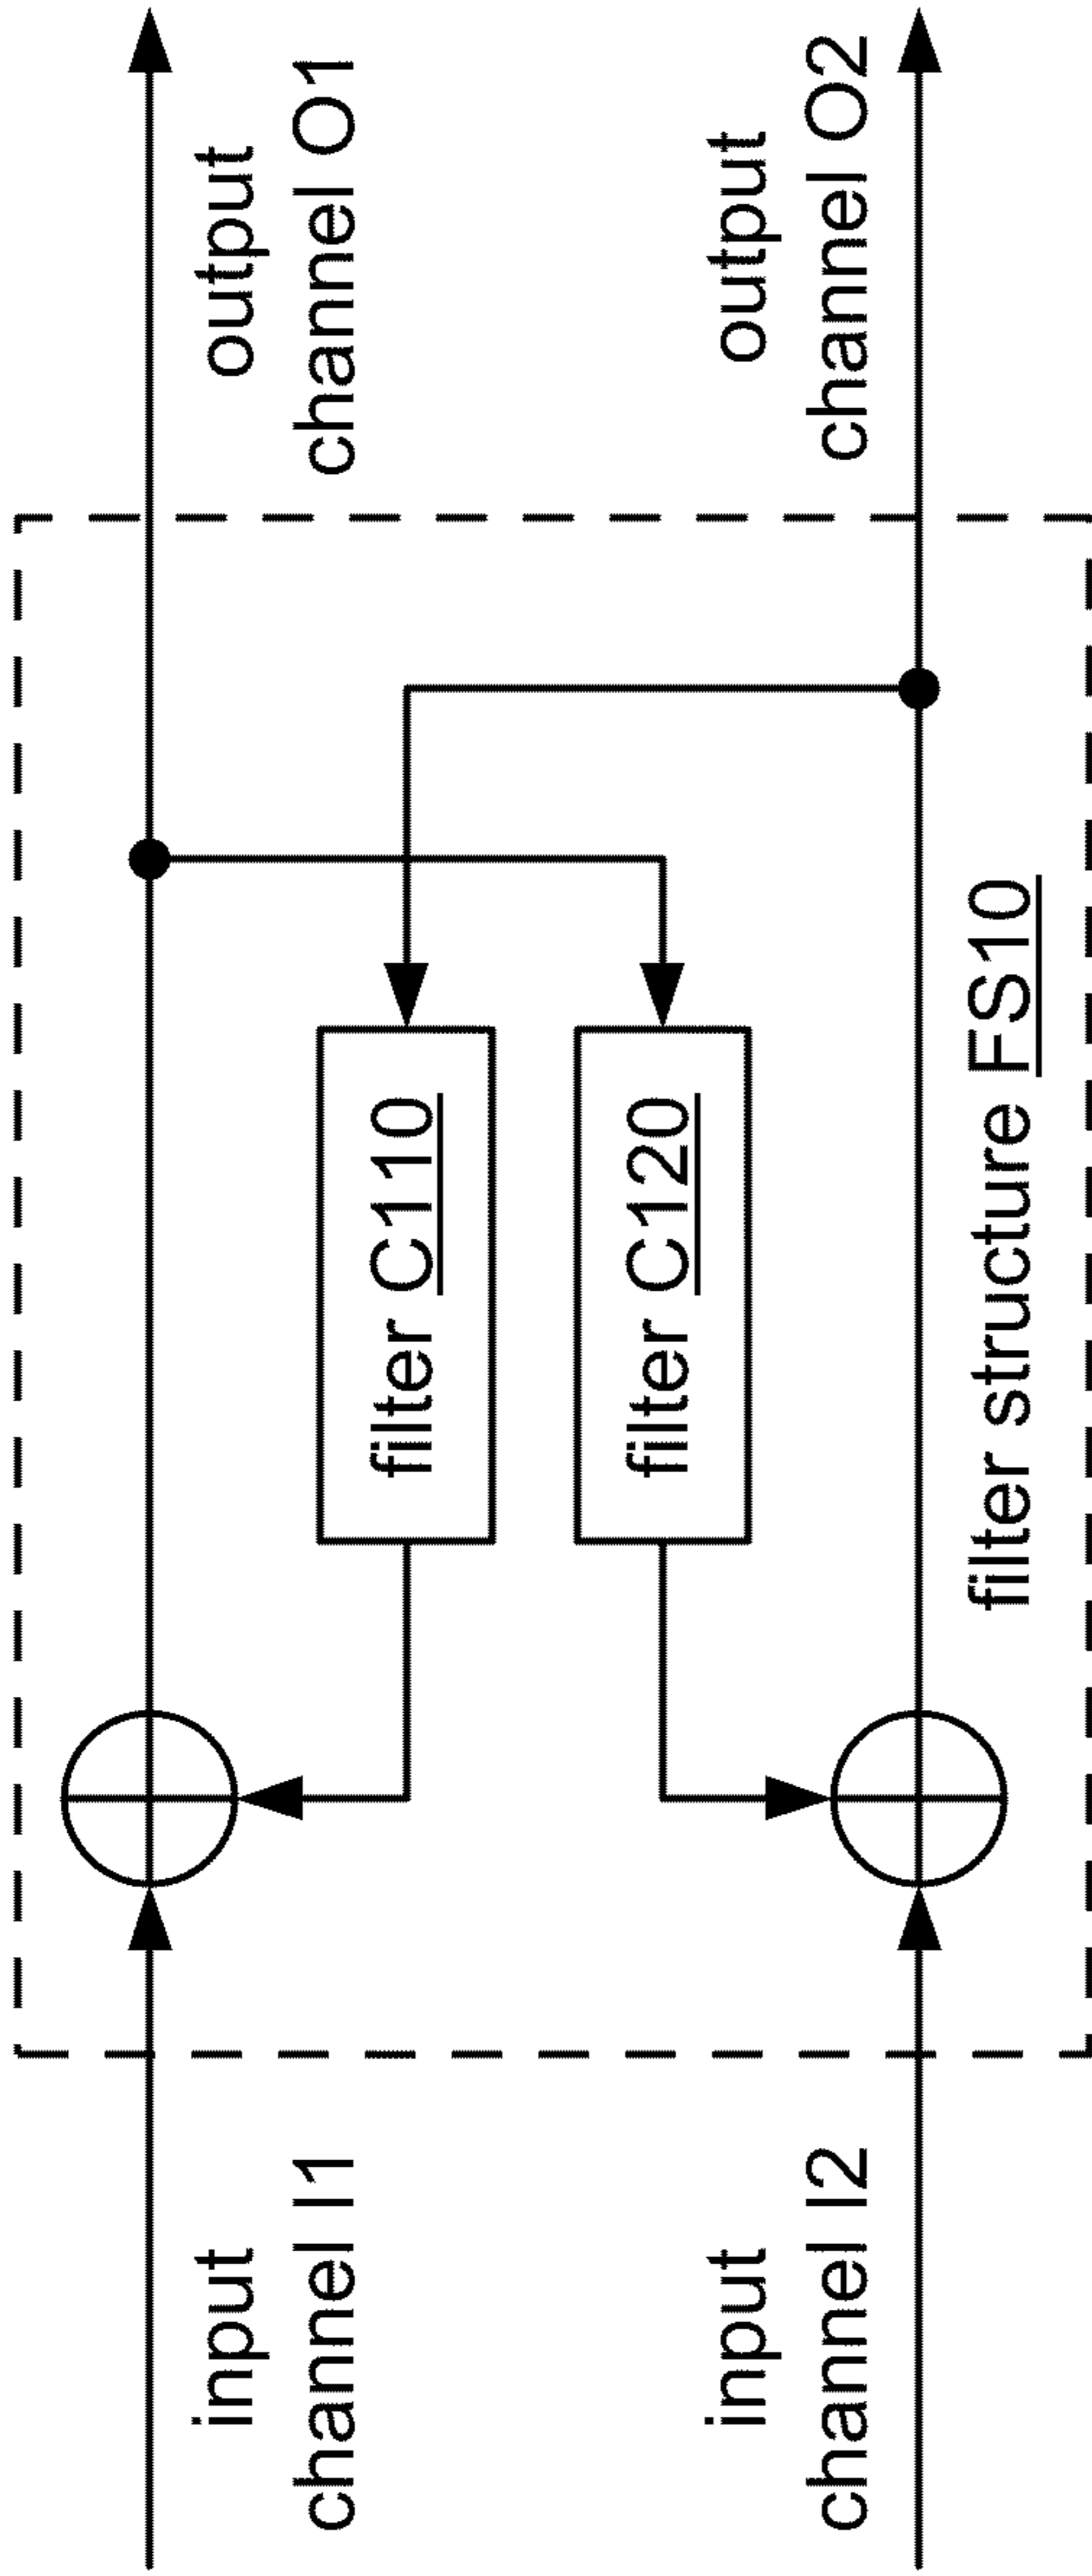 input
channel I1
output
channel O1
filter C110
filter C120
input
channel I2
output
channel O2
filter structure FS10